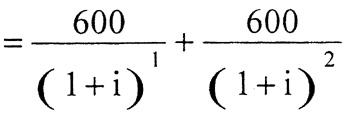 = 600/(1+i)^1 + 600/(1+i)^2